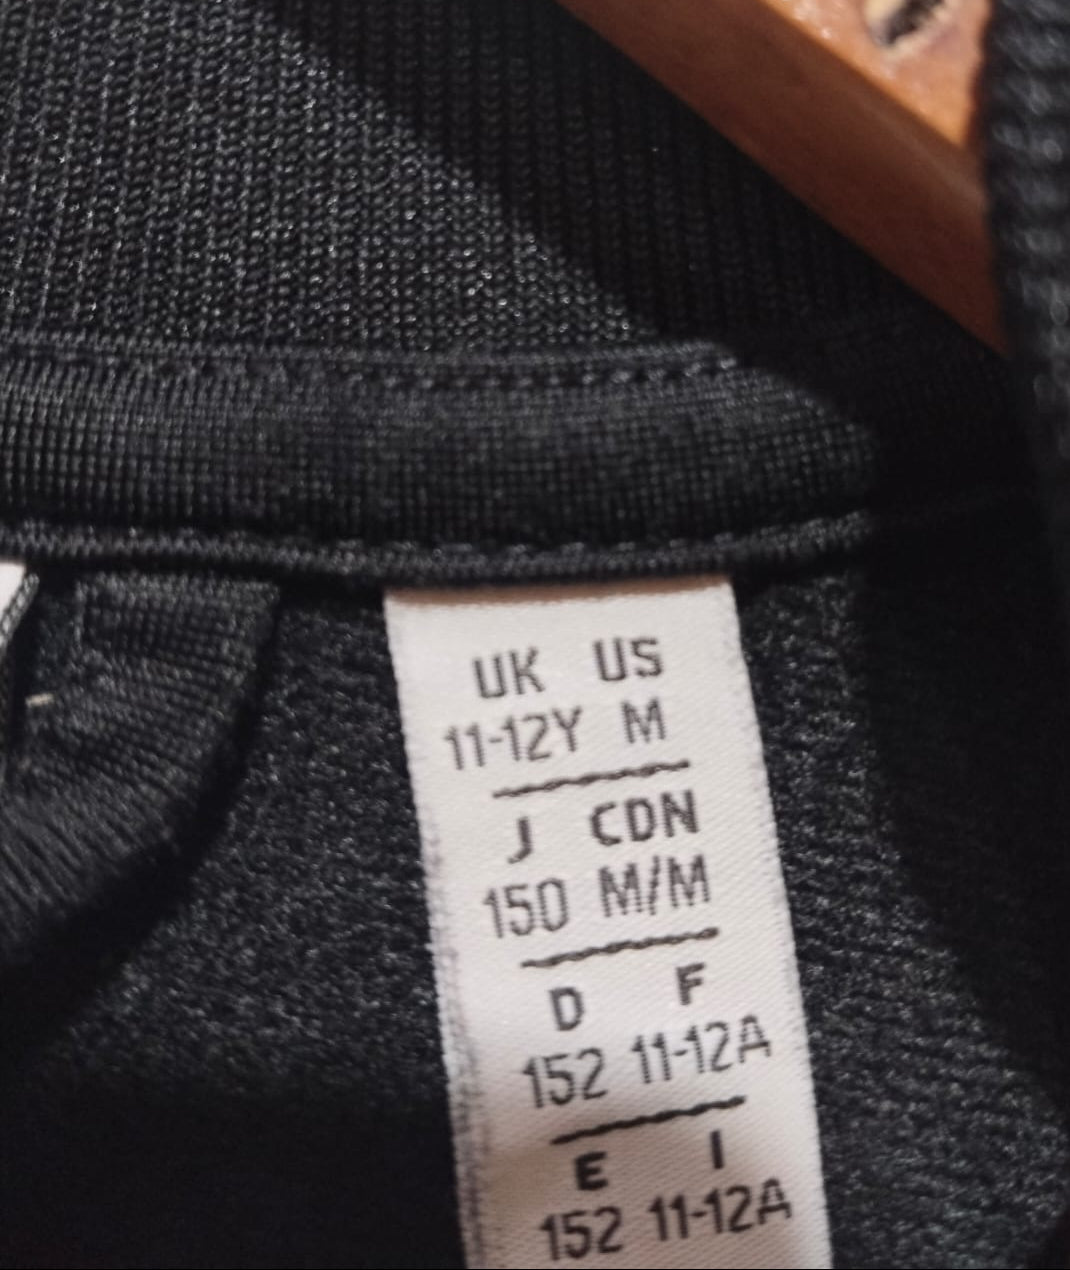 UK US
11-12Y M
J CDN
150 M/M
D F
152 11-12A
E I
152 11-12A